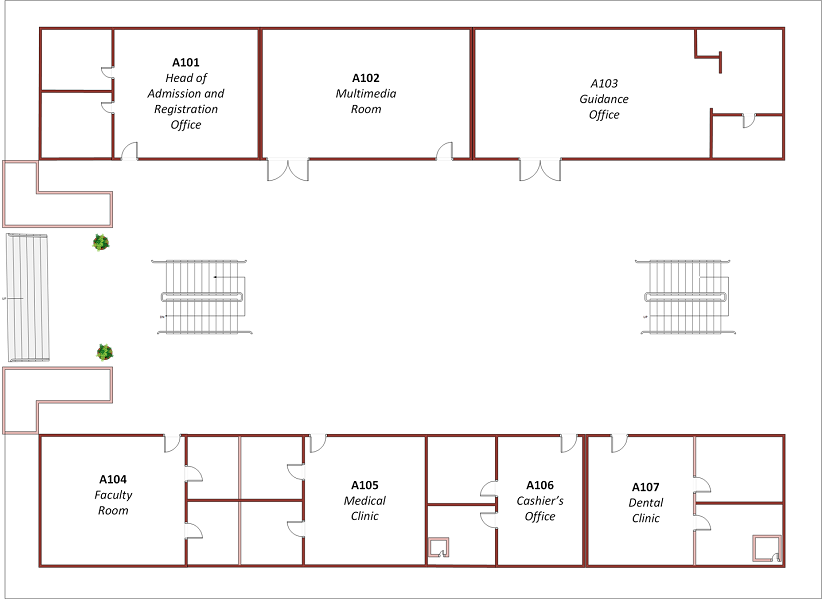 A101
Head of
Admission and
Registration
Office
A102
Multimedia
Room
A103
Guidance
Office
A104
Faculty
Room
A105
Medical
Clinic
A106
Cashier's
Office
A107
Dental
Clinic